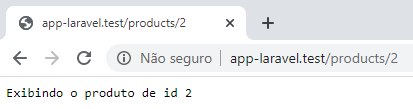 app-laravel.test/products/2
Não seguro | app-laravel.test/products/2
Exibindo o produto de id 2